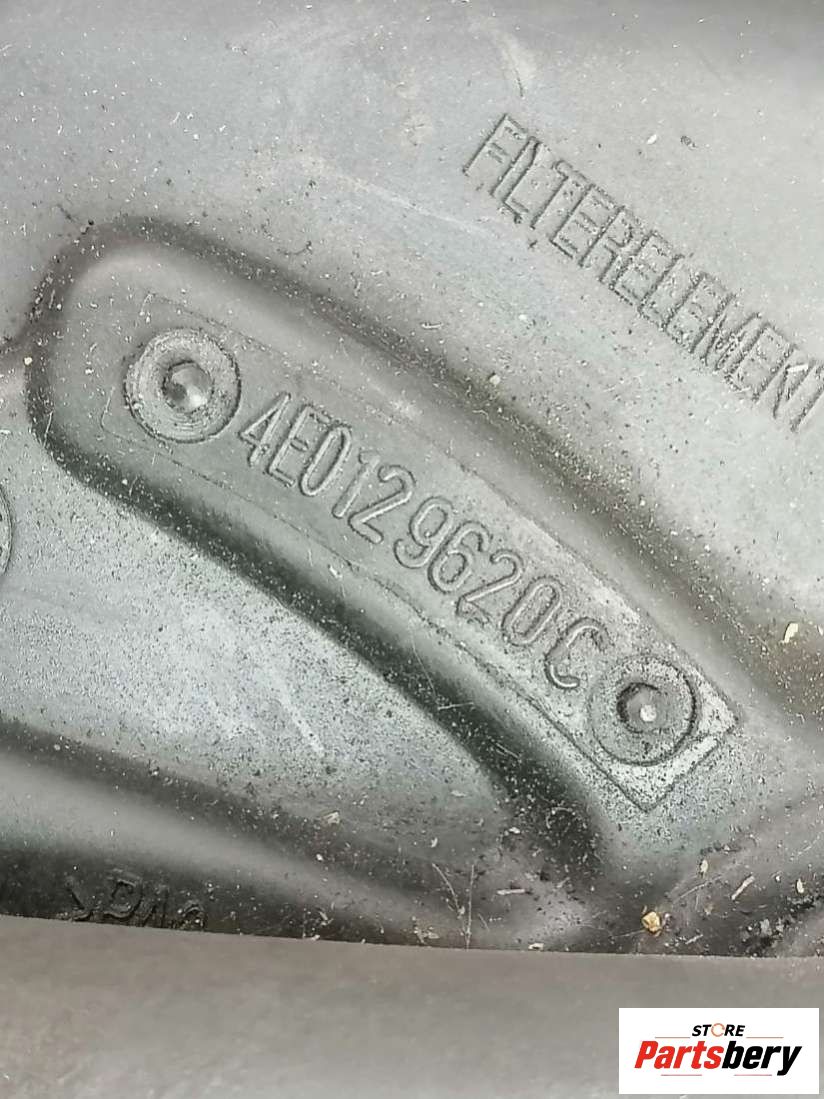 FILTERELEMENT
4E0129620C
STORE
Partsbery